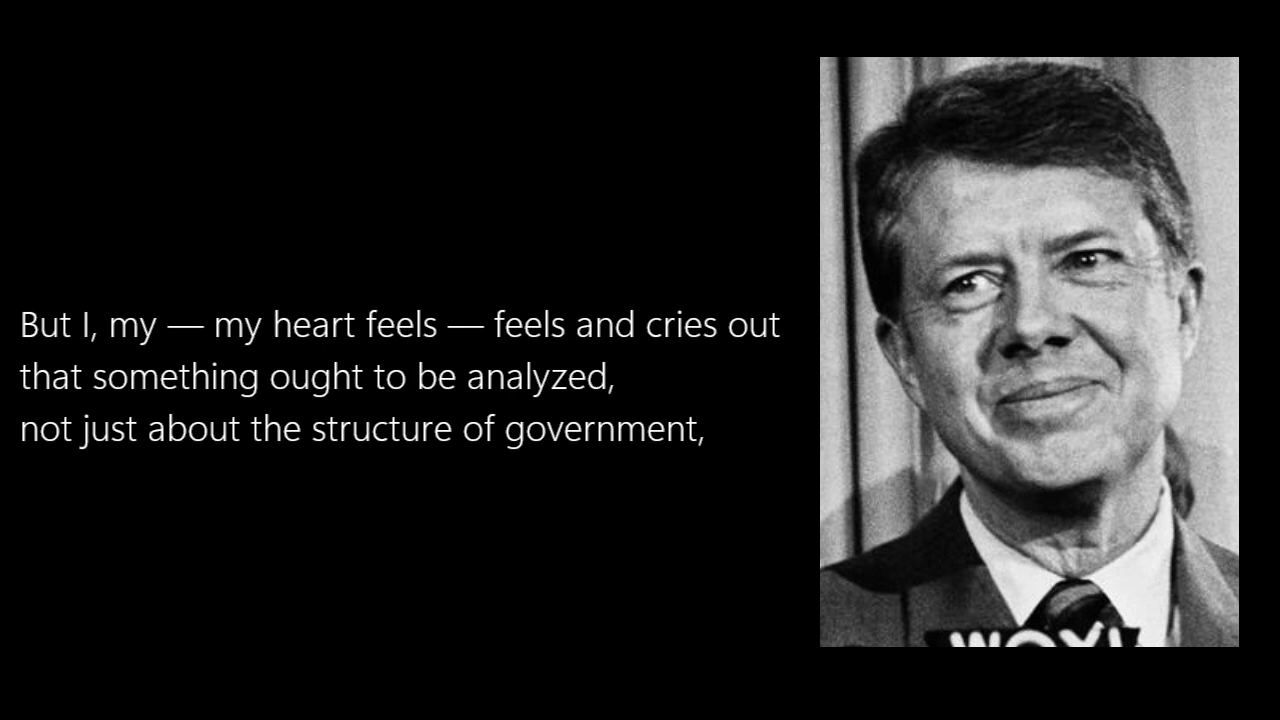 But I, my — my heart feels — feels and cries out
that something ought to be analyzed,
not just about the structure of government,